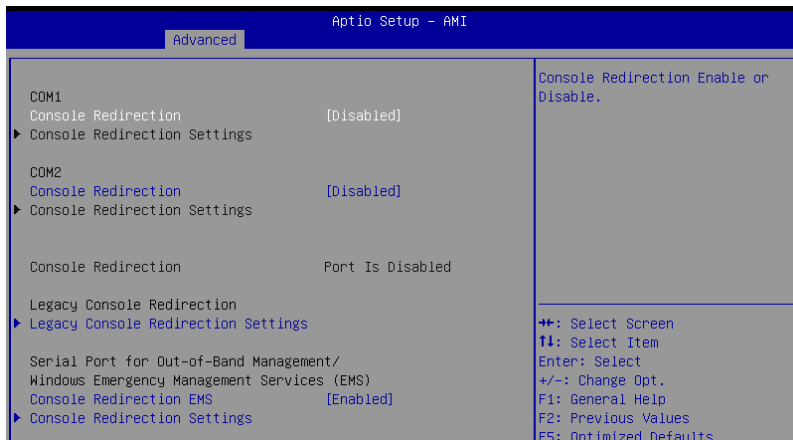 Aptio Setup – AMI
Advanced
COM1
Console Redirection [Disabled]
Console Redirection Settings
COM2
Console Redirection [Disabled]
Console Redirection Settings
Console Redirection Port Is Disabled
Legacy Console Redirection
Legacy Console Redirection Settings
Serial Port for Out-of-Band Management/
Windows Emergency Management Services (EMS)
Console Redirection EMS [Enabled]
Console Redirection Settings
Console Redirection Enable or
Disable.
→←: Select Screen
↑↓: Select Item
Enter: Select
+/-: Change Opt.
F1: General Help
F2: Previous Values
F5: Optimized Defaults